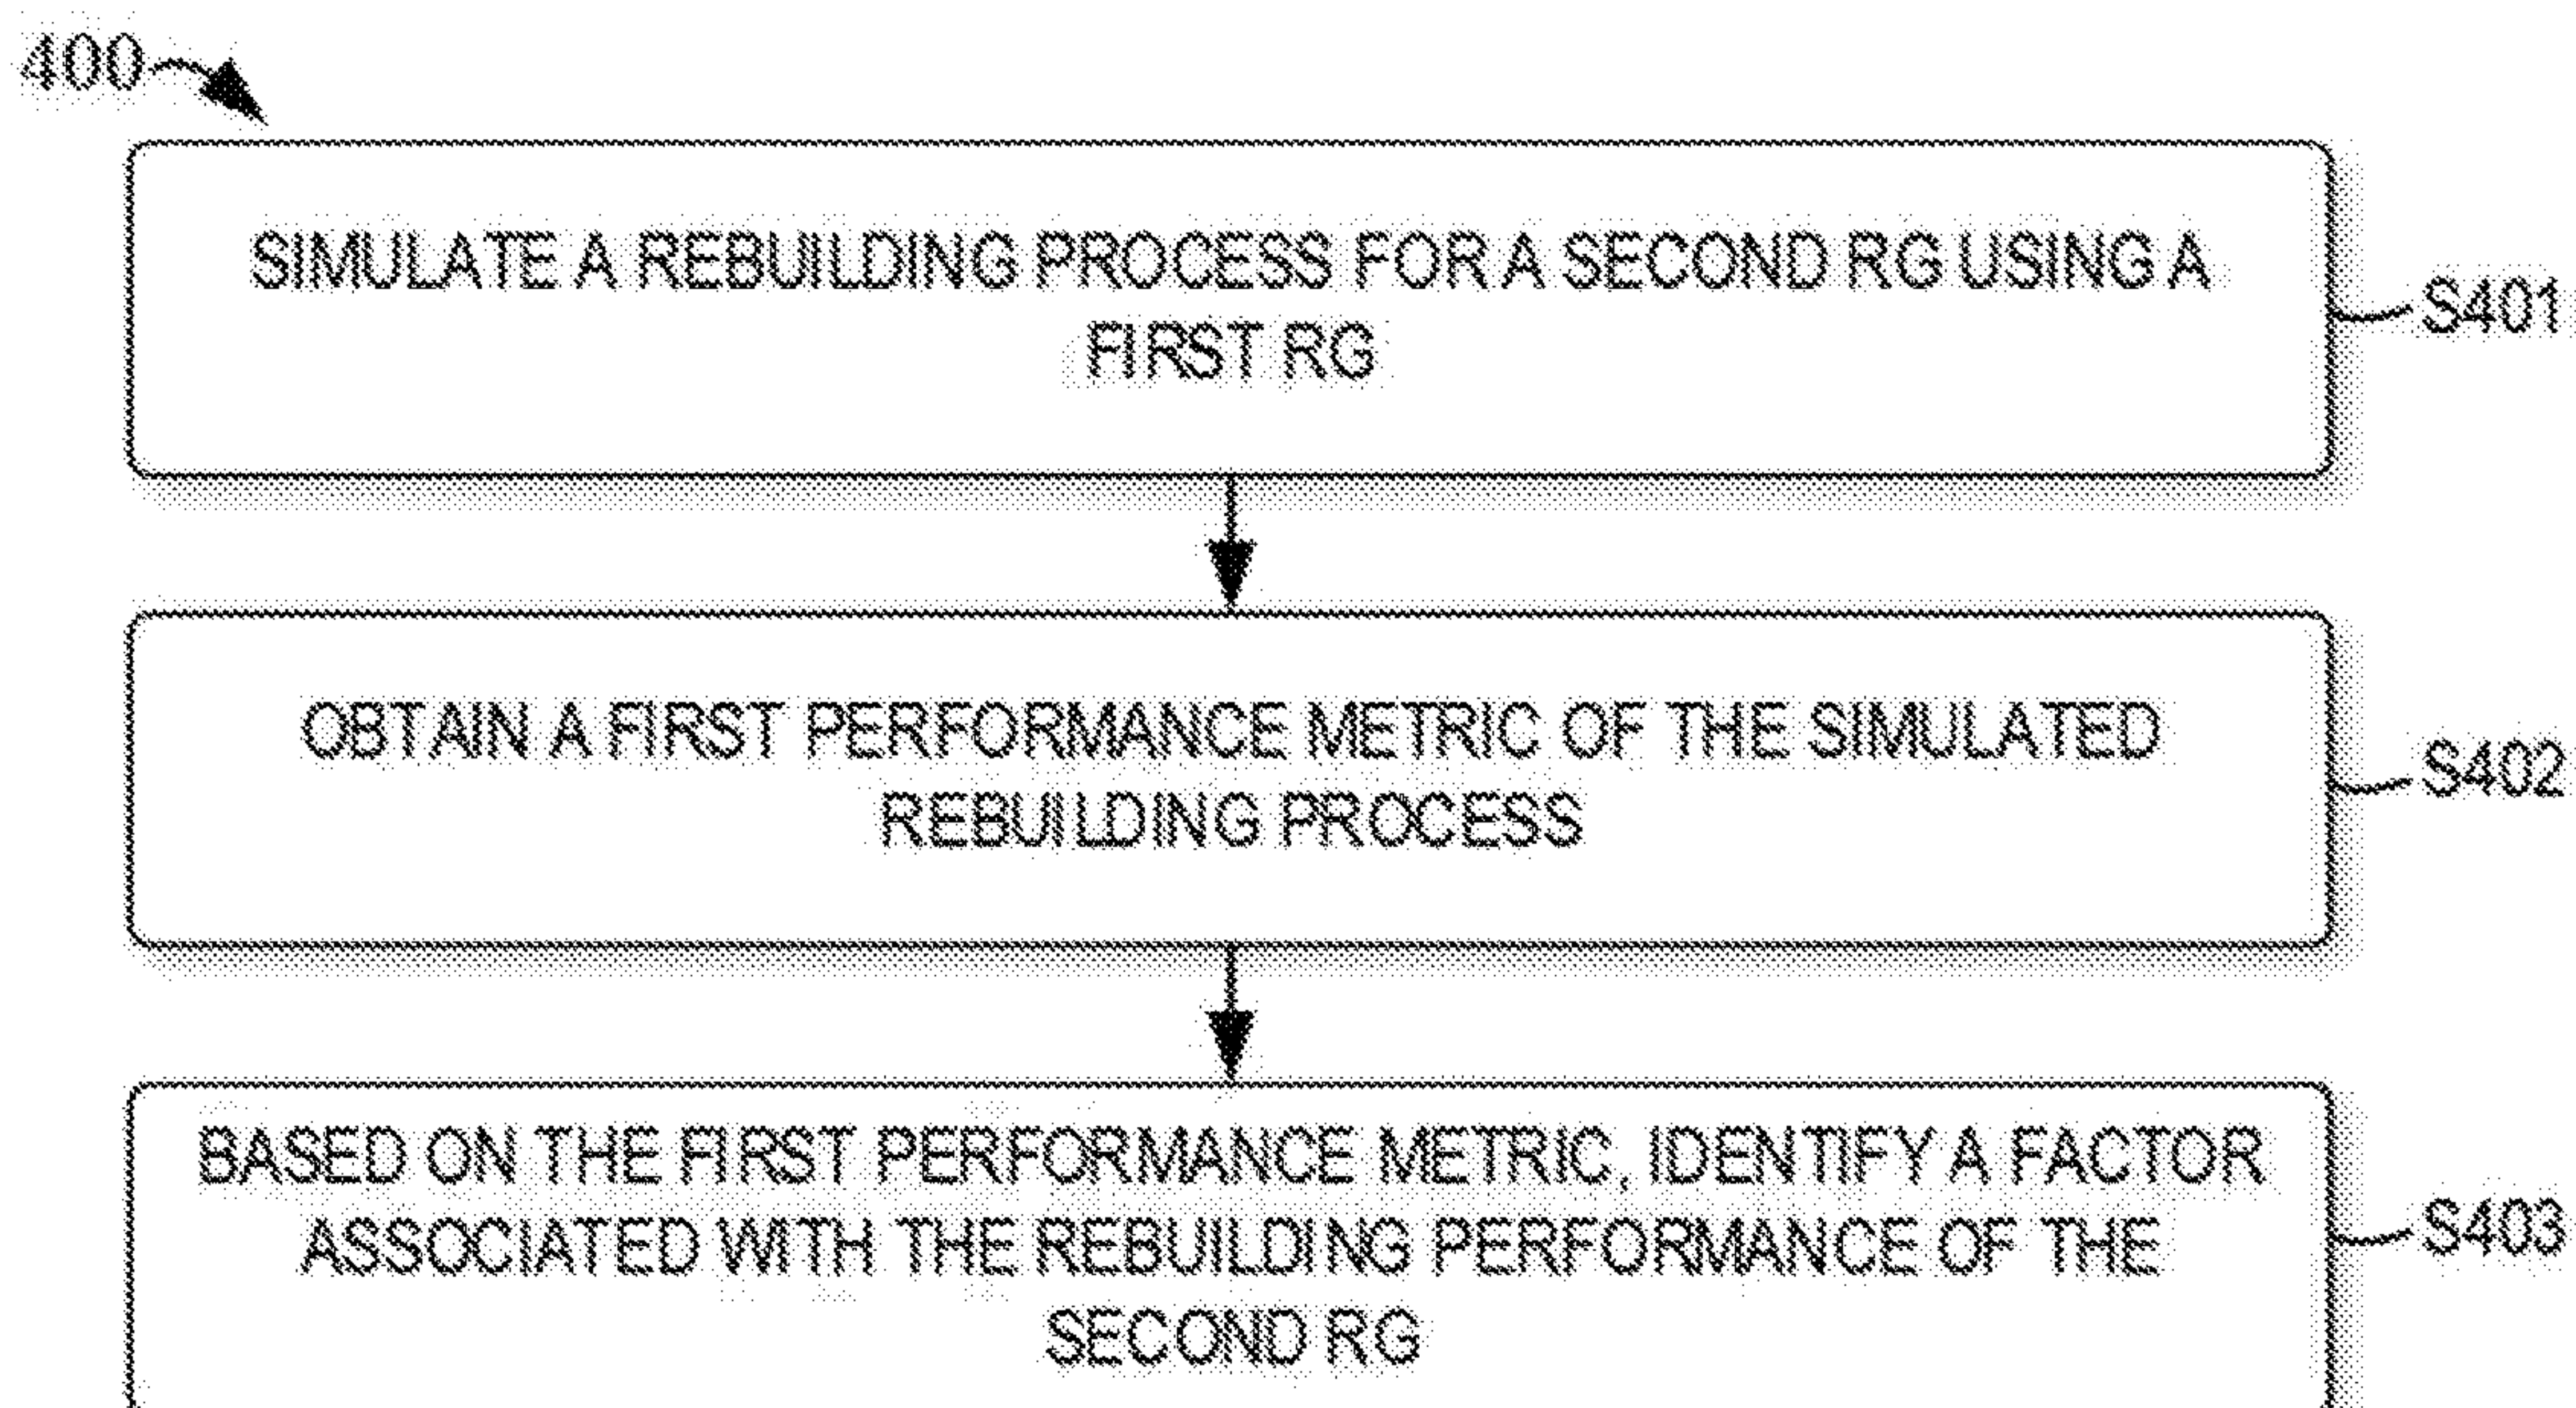 400
SIMULATE A REBUILDING PROCESS FOR A SECOND RG USING A
FIRST RG
S401
OBTAIN A FIRST PERFORMANCE METRIC OF THE SIMULATED
REBUILDING PROCESS
S402
BASED ON THE FIRST PERFORMANCE METRIC, IDENTIFY A FACTOR
ASSOCIATED WITH THE REBUILDING PERFORMANCE OF THE
SECOND RG
S403